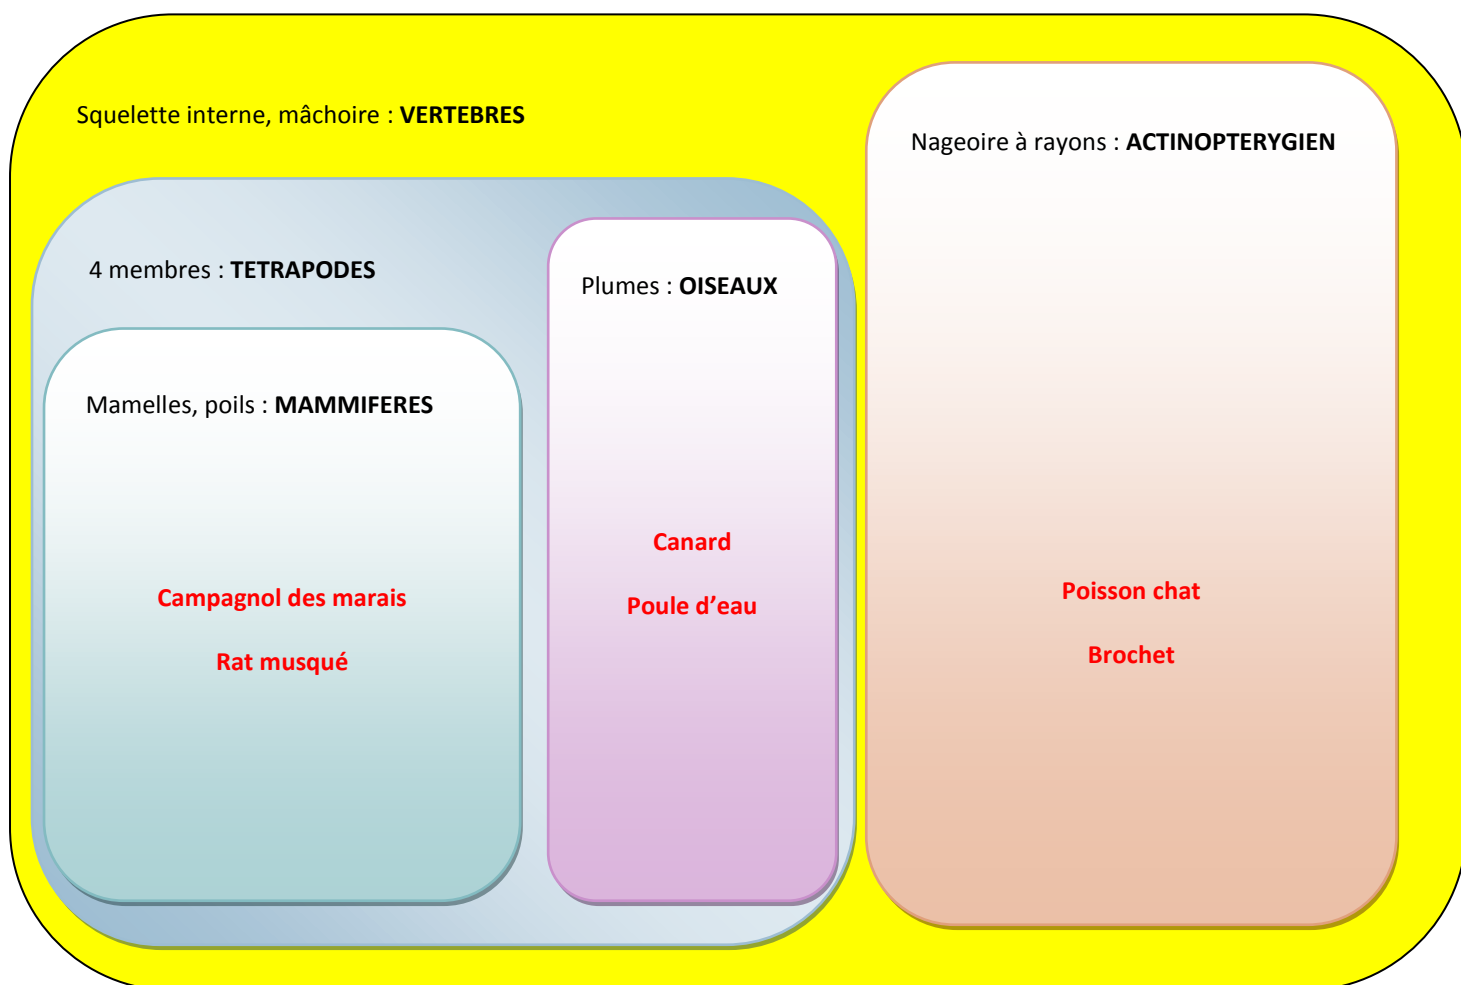 Squelette interne, mâchoire : VERTEBRES
Nageoire à rayons : ACTINOPTERYGIEN
4 membres : TETRAPODES
Plumes : OISEAUX
Mamelles, poils : MAMMIFERES
Campagnol des marais
Rat musqué
Canard
Poule d’eau
Poisson chat
Brochet